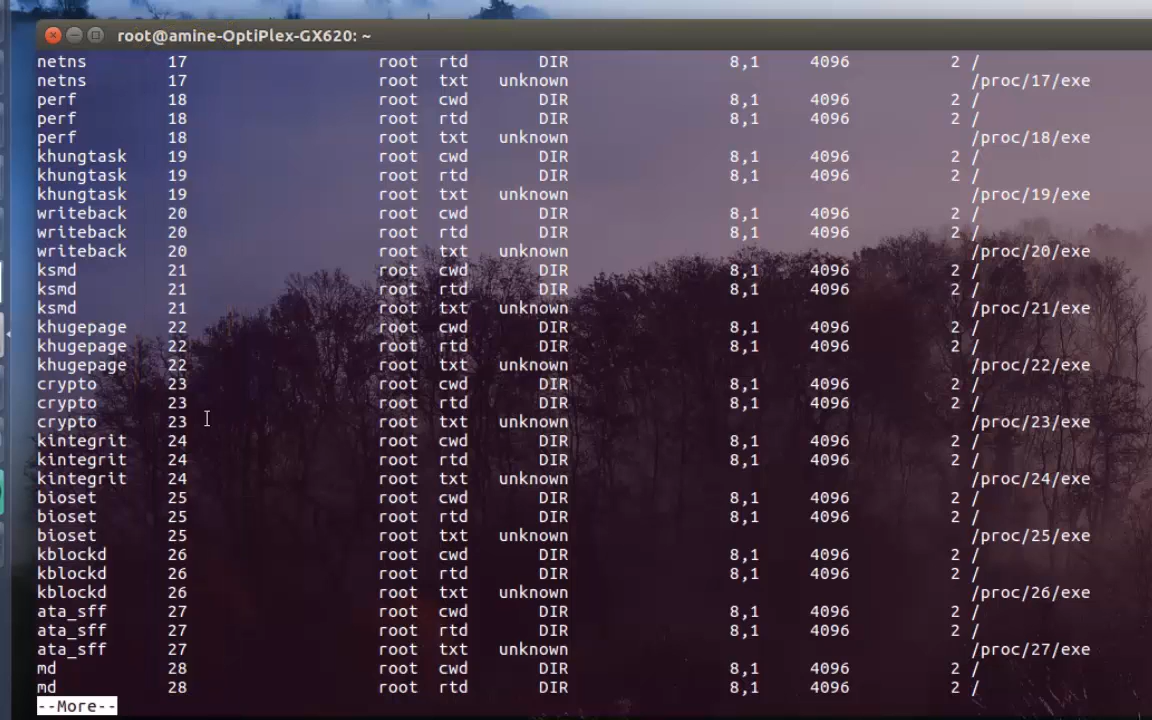 root@amine-OptiPlex-GX620: ~
netns 17 root rtd DIR 8,1 4096 2 /
netns 17 root txt unknown /proc/17/exe
perf 18 root cwd DIR 8,1 4096 2 /
perf 18 root rtd DIR 8,1 4096 2 /
perf 18 root txt unknown /proc/18/exe
khungtask 19 root cwd DIR 8,1 4096 2 /
khungtask 19 root rtd DIR 8,1 4096 2 /
khungtask 19 root txt unknown /proc/19/exe
writeback 20 root cwd DIR 8,1 4096 2 /
writeback 20 root rtd DIR 8,1 4096 2 /
writeback 20 root txt unknown /proc/20/exe
ksmd 21 root cwd DIR 8,1 4096 2 /
ksmd 21 root rtd DIR 8,1 4096 2 /
ksmd 21 root txt unknown /proc/21/exe
khugepage 22 root cwd DIR 8,1 4096 2 /
khugepage 22 root rtd DIR 8,1 4096 2 /
khugepage 22 root txt unknown /proc/22/exe
crypto 23 root cwd DIR 8,1 4096 2 /
crypto 23 root rtd DIR 8,1 4096 2 /
crypto 23 root txt unknown /proc/23/exe
kintegrit 24 root cwd DIR 8,1 4096 2 /
kintegrit 24 root rtd DIR 8,1 4096 2 /
kintegrit 24 root txt unknown /proc/24/exe
bioset 25 root cwd DIR 8,1 4096 2 /
bioset 25 root rtd DIR 8,1 4096 2 /
bioset 25 root txt unknown /proc/25/exe
kblockd 26 root cwd DIR 8,1 4096 2 /
kblockd 26 root rtd DIR 8,1 4096 2 /
kblockd 26 root txt unknown /proc/26/exe
ata_sff 27 root cwd DIR 8,1 4096 2 /
ata_sff 27 root rtd DIR 8,1 4096 2 /
ata_sff 27 root txt unknown /proc/27/exe
md 28 root cwd DIR 8,1 4096 2 /
md 28 root rtd DIR 8,1 4096 2 /
--More--